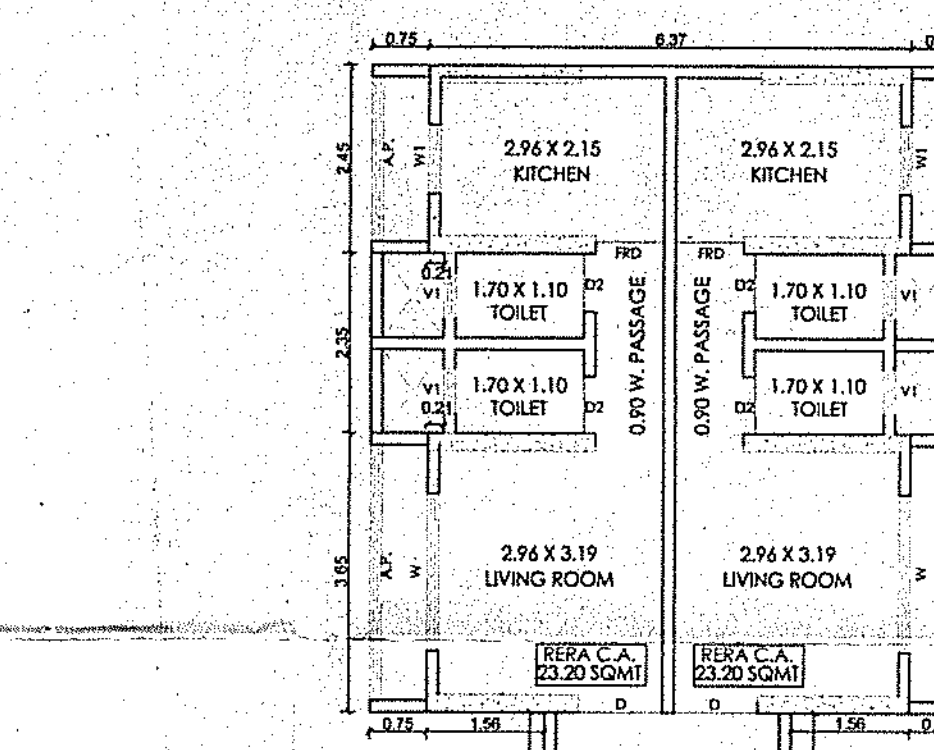 0.75 6.37 0
2.45
A.P.
W1
2.96 X 2.15
KITCHEN
2.96 X 2.15
KITCHEN
W1
FRD
FRD
0.21
V1
1.70 X 1.10
TOILET
D2
0.90 W. PASSAGE
0.90 W. PASSAGE
D2
1.70 X 1.10
TOILET
V1
2.35
V1
0.21
1.70 X 1.10
TOILET
D2
D2
1.70 X 1.10
TOILET
V1
3.65
A.P.
W
2.96 X 3.19
LIVING ROOM
2.96 X 3.19
LIVING ROOM
W
RERA C.A.
23.20 SQMT
RERA C.A.
23.20 SQMT
D
D
0.75 1.56 1.56 0